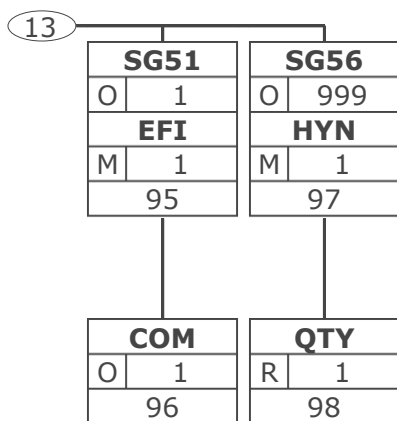 13
SG51 SG56
O 1 O 999
EFI HYN
M 1 M 1
95 97
COM QTY
O 1 R 1
96 98